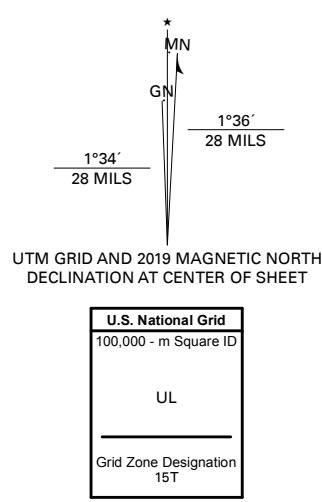 MN
GN
1°36´
28 MILS
1°34´
28 MILS
UTM GRID AND 2019 MAGNETIC NORTH
DECLINATION AT CENTER OF SHEET
U.S. National Grid
100,000 - m Square ID
UL
Grid Zone Designation
15T